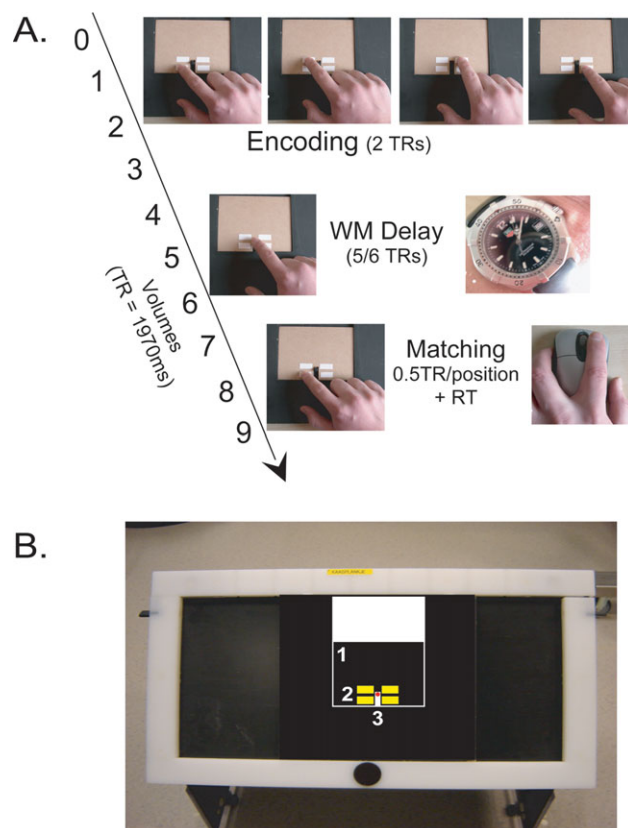 A.
0
1
2
3
4
5
6
7
8
9
Encoding (2 TRs)
WM Delay
(5/6 TRs)
Volumes
(TR = 1970ms)
Matching
0.5TR/position
+ RT
B.
1
2
3